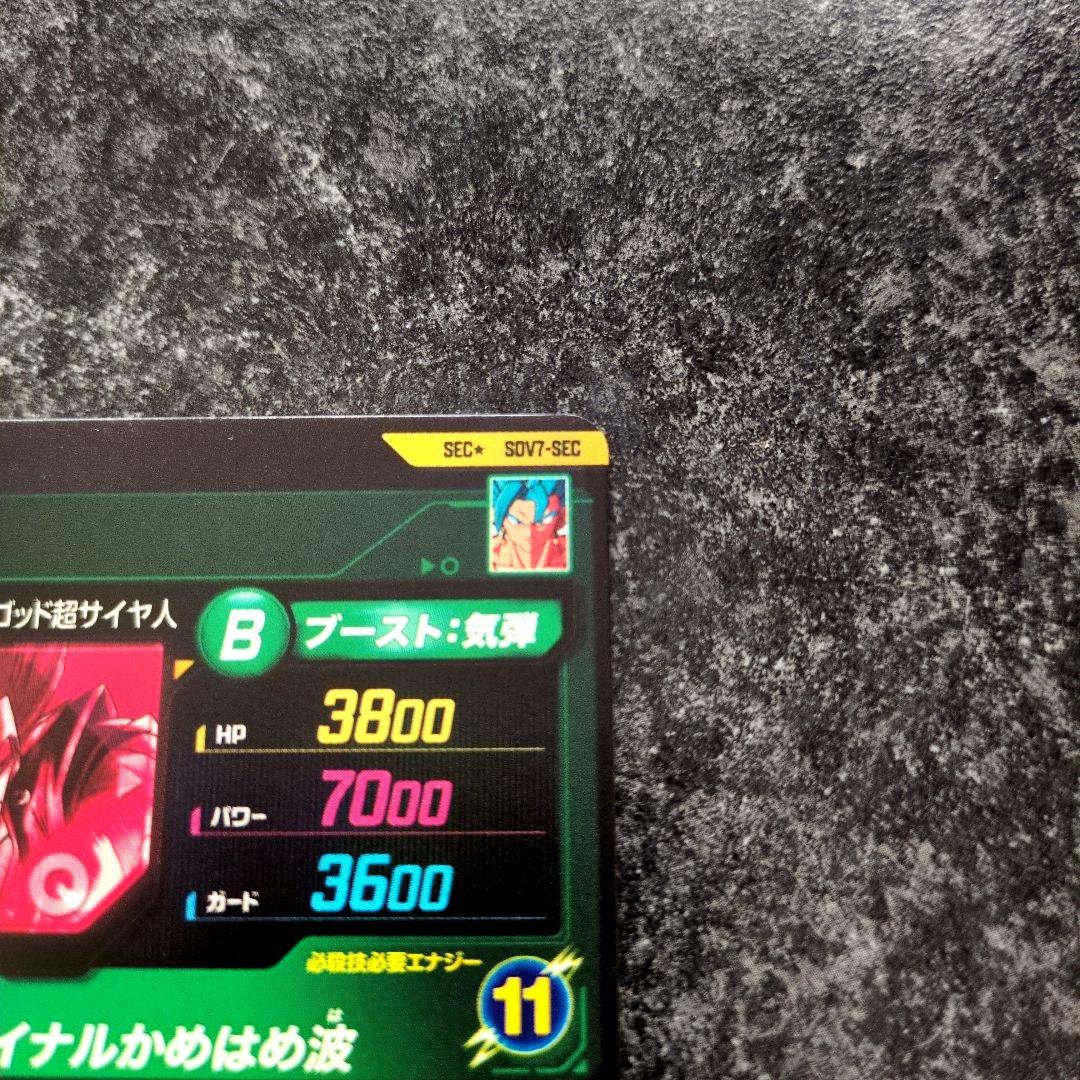 SEC★ SOV7-SEC
ゴッド超サイヤ人
B ブースト:気弾
HP 3800
パワー 7000
ガード 3600
必殺技必要エナジー
11
は
イナルかめはめ波